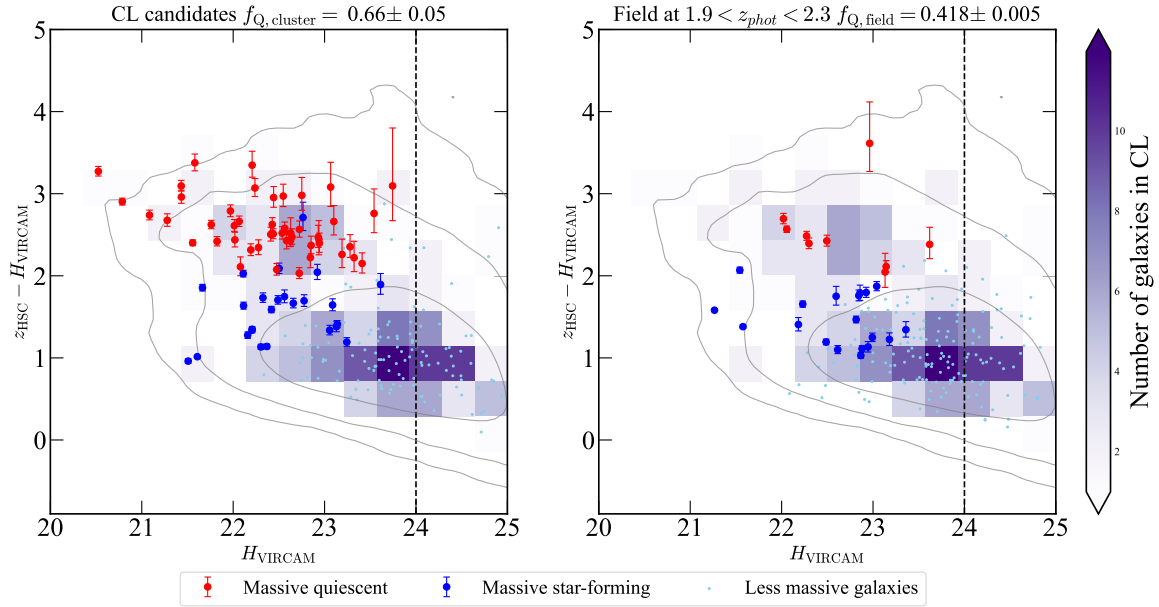 CL candidates f_Q,cluster = 0.66± 0.05
Field at 1.9 < z_phot < 2.3 f_Q,field = 0.418± 0.005
5
4
3
2
1
0
z_HSC − H_VIRCAM
20
21
22
23
24
25
H_VIRCAM
5
4
3
2
1
0
z_HSC − H_VIRCAM
20
21
22
23
24
25
H_VIRCAM
10
8
6
4
2
Number of galaxies in CL
Massive quiescent
Massive star-forming
Less massive galaxies